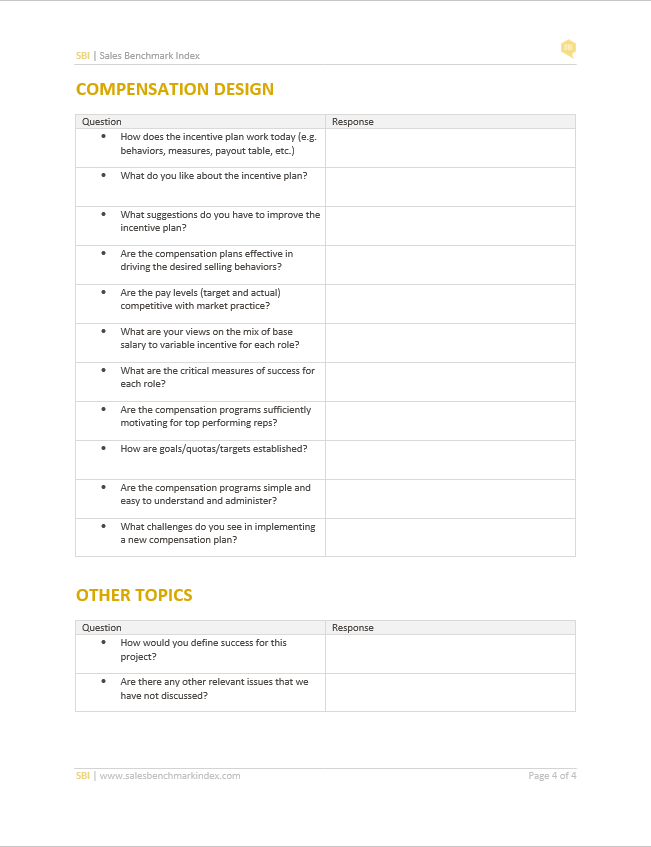 SBI | Sales Benchmark Index
SBI
COMPENSATION DESIGN
Question Response
• How does the incentive plan work today (e.g.
behaviors, measures, payout table, etc.)
• What do you like about the incentive plan?
• What suggestions do you have to improve the
incentive plan?
• Are the compensation plans effective in
driving the desired selling behaviors?
• Are the pay levels (target and actual)
competitive with market practice?
• What are your views on the mix of base
salary to variable incentive for each role?
• What are the critical measures of success for
each role?
• Are the compensation programs sufficiently
motivating for top performing reps?
• How are goals/quotas/targets established?
• Are the compensation programs simple and
easy to understand and administer?
• What challenges do you see in implementing
a new compensation plan?
OTHER TOPICS
Question Response
• How would you define success for this
project?
• Are there any other relevant issues that we
have not discussed?
SBI | www.salesbenchmarkindex.com Page 4 of 4